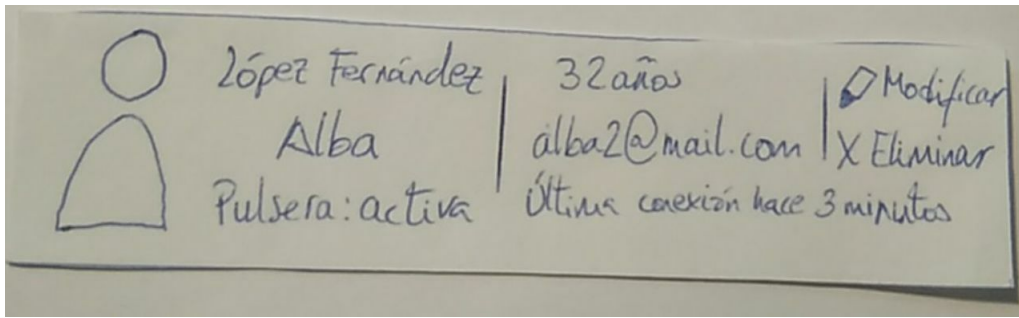 López Fernández
Alba
Pulsera: activa
32 años
alba2@mail.com
Última conexión hace 3 minutos
Modificar
X Eliminar